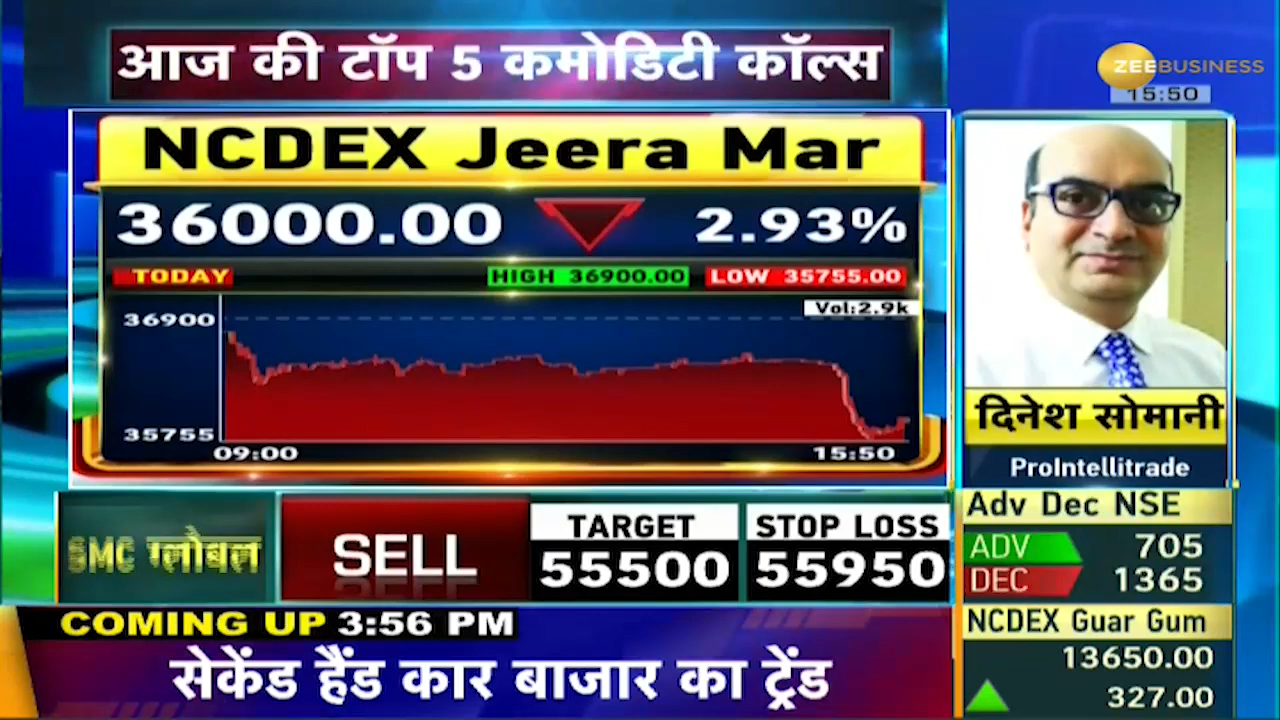 आज की टॉप 5 कमोडिटी कॉल्स
ZEEBUSINESS
15:50
NCDEX Jeera Mar
36000.00 2.93%
TODAY HIGH 36900.00 LOW 35755.00
Vol:2.9k
36900
35755
09:00 15:50
दिनेश सोमानी
ProIntellitrade
SMC ग्लोबल
SELL
TARGET
55500
STOP LOSS
55950
Adv Dec NSE
ADV 705
DEC 1365
NCDEX Guar Gum
13650.00
327.00
COMING UP 3:56 PM
सेकेंड हैंड कार बाजार का ट्रेंड